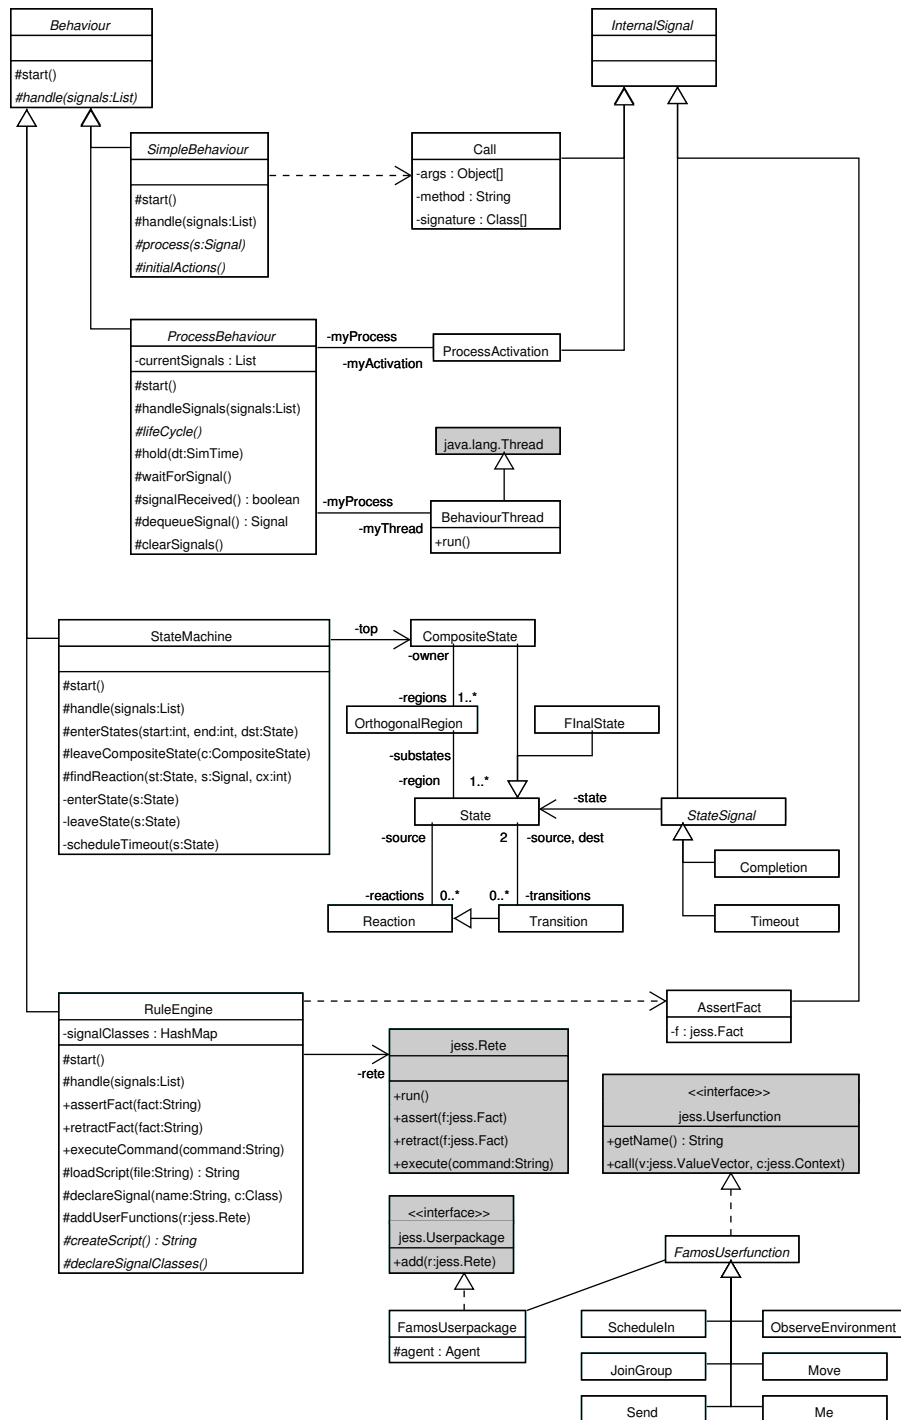 Behaviour
#start()
#handle(signals:List)
InternalSignal
SimpleBehaviour
#start()
#handle(signals:List)
#process(s:Signal)
#initialActions()
Call
-args : Object[]
-method : String
-signature : Class[]
ProcessBehaviour
-currentSignals : List
#start()
#handleSignals(signals:List)
#lifeCycle()
#hold(dt:SimTime)
#waitForSignal()
#signalReceived() : boolean
#dequeueSignal() : Signal
#clearSignals()
-myProcess
-myActivation
ProcessActivation
java.lang.Thread
-myProcess
-myThread
BehaviourThread
+run()
StateMachine
#start()
#handle(signals:List)
#enterStates(start:int, end:int, dst:State)
#leaveCompositeState(c:CompositeState)
#findReaction(st:State, s:Signal, cx:int)
-enterState(s:State)
-leaveState(s:State)
-scheduleTimeout(s:State)
-top
CompositeState
-owner
-regions 1..*
OrthogonalRegion
FInalState
-substates
-region 1..*
State
-state
StateSignal
-source
2 -source, dest
Completion
-reactions 0..*
0..* -transitions
Reaction
Transition
Timeout
RuleEngine
-signalClasses : HashMap
#start()
#handle(signals:List)
+assertFact(fact:String)
+retractFact(fact:String)
+executeCommand(command:String)
#loadScript(file:String) : String
#declareSignal(name:String, c:Class)
#addUserFunctions(r:jess.Rete)
#createScript() : String
#declareSignalClasses()
AssertFact
-f : jess.Fact
-rete
jess.Rete
+run()
+assert(f:jess.Fact)
+retract(f:jess.Fact)
+execute(command:String)
<<interface>>
jess.Userfunction
+getName() : String
+call(v:jess.ValueVector, c:jess.Context)
<<interface>>
jess.Userpackage
+add(r:jess.Rete)
FamosUserfunction
FamosUserpackage
#agent : Agent
ScheduleIn
ObserveEnvironment
JoinGroup
Move
Send
Me